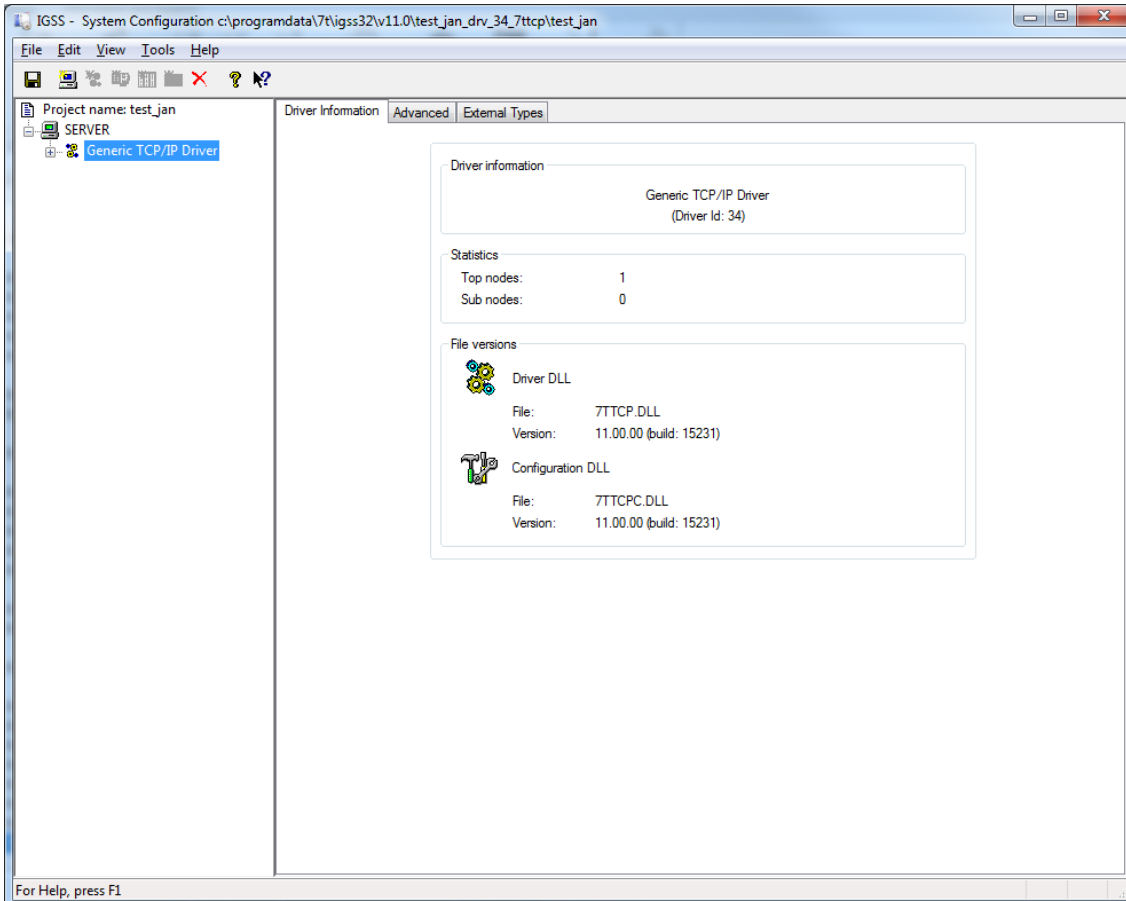 IGSS - System Configuration c:\programdata\7t\igss32\v11.0\test_jan_drv_34_7ttcp\test_jan
File Edit View Tools Help
Project name: test_jan
SERVER
Generic TCP/IP Driver
Driver Information Advanced External Types
Driver information
Generic TCP/IP Driver
(Driver Id: 34)
Statistics
Top nodes: 1
Sub nodes: 0
File versions
Driver DLL
File: 7TTCP.DLL
Version: 11.00.00 (build: 15231)
Configuration DLL
File: 7TTCPC.DLL
Version: 11.00.00 (build: 15231)
For Help, press F1